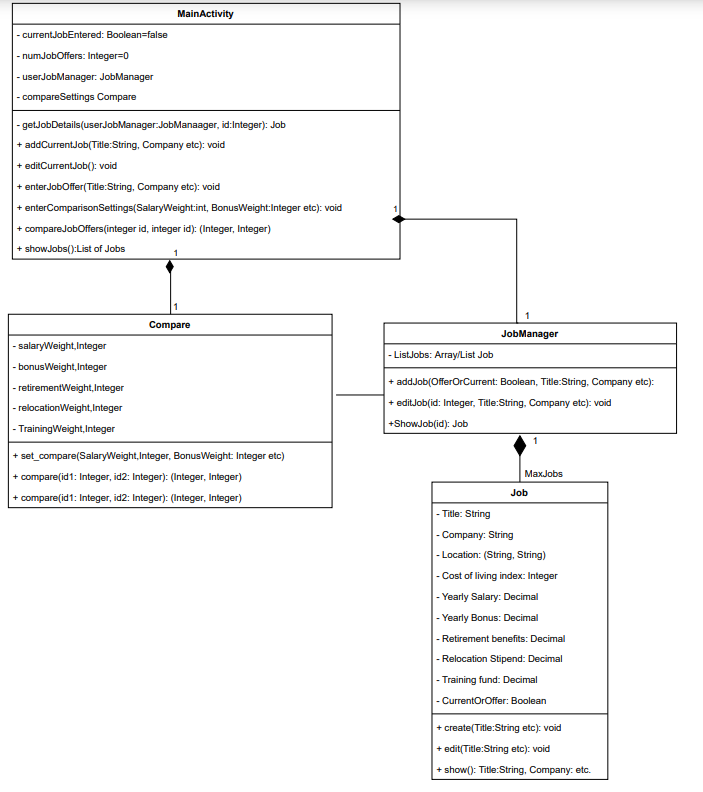 MainActivity
- currentJobEntered: Boolean=false
- numJobOffers: Integer=0
- userJobManager: JobManager
- compareSettings Compare
- getJobDetails(userJobManager:JobManaager, id:Integer): Job
+ addCurrentJob(Title:String, Company etc): void
+ editCurrentJob(): void
+ enterJobOffer(Title:String, Company etc): void
+ enterComparisonSettings(SalaryWeight:int, BonusWeight:Integer etc): void
+ compareJobOffers(integer id, integer id): (Integer, Integer)
+ showJobs():List of Jobs
1
1
1
1
Compare
- salaryWeight,Integer
- bonusWeight,Integer
- retirementWeight,Integer
- relocationWeight,Integer
- TrainingWeight,Integer
+ set_compare(SalaryWeight,Integer, BonusWeight: Integer etc)
+ compare(id1: Integer, id2: Integer): (Integer, Integer)
+ compare(id1: Integer, id2: Integer): (Integer, Integer)
JobManager
- ListJobs: Array/List Job
+ addJob(OfferOrCurrent: Boolean, Title:String, Company etc):
+ editJob(id: Integer, Title:String, Company etc): void
+ShowJob(id): Job
1
MaxJobs
Job
- Title: String
- Company: String
- Location: (String, String)
- Cost of living index: Integer
- Yearly Salary: Decimal
- Yearly Bonus: Decimal
- Retirement benefits: Decimal
- Relocation Stipend: Decimal
- Training fund: Decimal
- CurrentOrOffer: Boolean
+ create(Title:String etc): void
+ edit(Title:String etc): void
+ show(): Title:String, Company: etc.